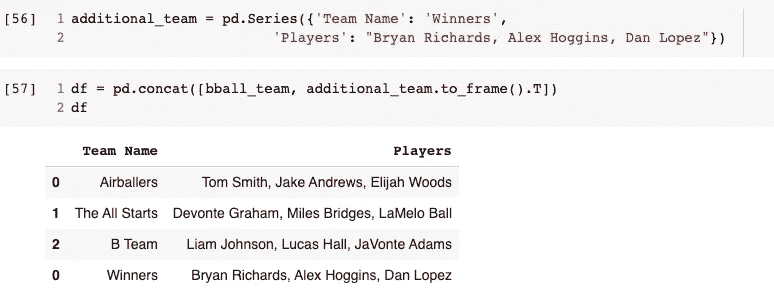 [56] 1 additional_team = pd.Series({'Team Name': 'Winners',
2 'Players': "Bryan Richards, Alex Hoggins, Dan Lopez"})
[57] 1 df = pd.concat([bball_team, additional_team.to_frame().T])
2 df
Team Name Players
0 Airballers Tom Smith, Jake Andrews, Elijah Woods
1 The All Starts Devonte Graham, Miles Bridges, LaMelo Ball
2 B Team Liam Johnson, Lucas Hall, JaVonte Adams
0 Winners Bryan Richards, Alex Hoggins, Dan Lopez